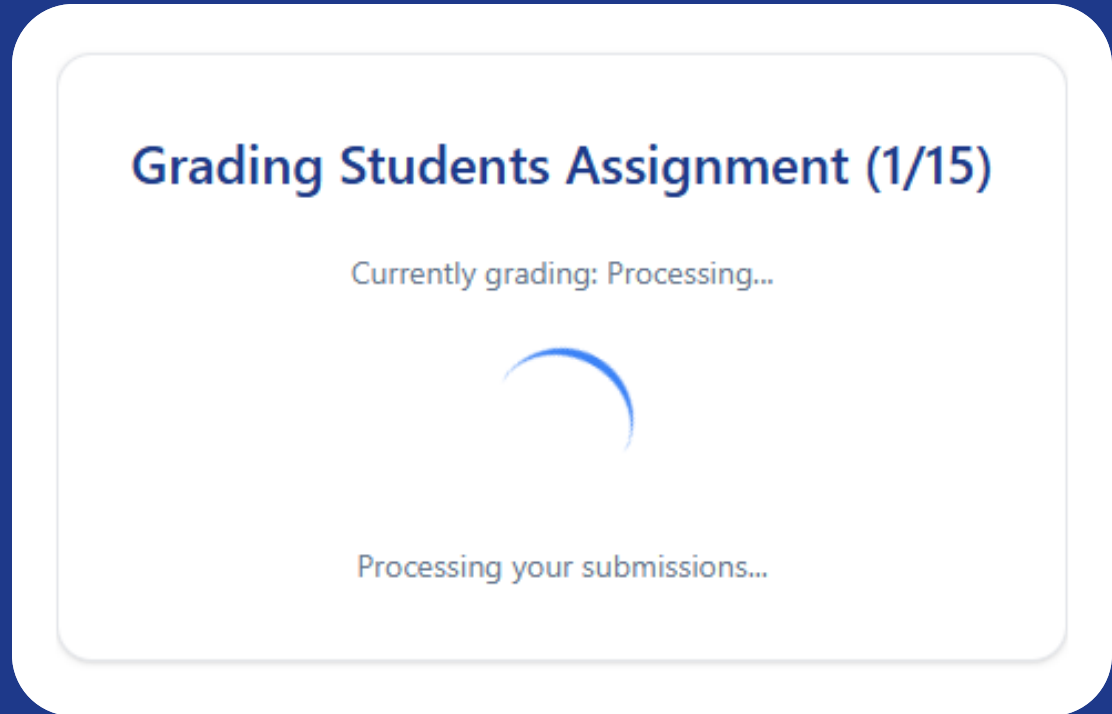 Grading Students Assignment (1/15)
Currently grading: Processing...
Processing your submissions...